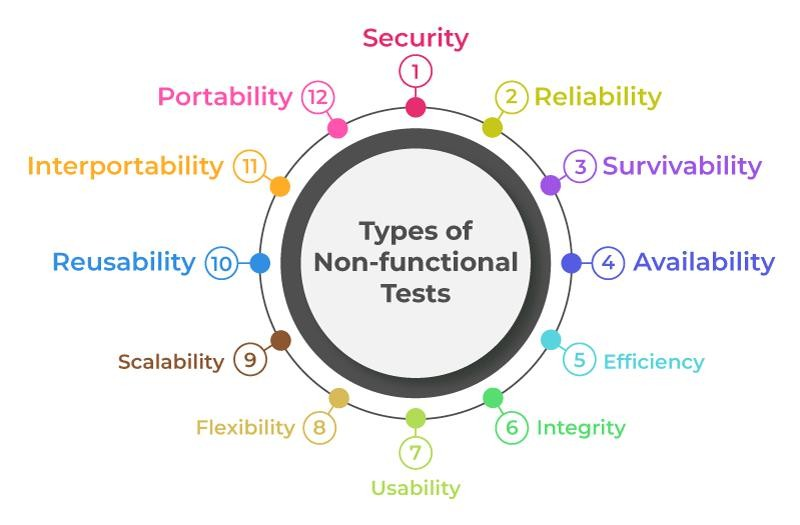 Security
1
2 Reliability
3 Survivability
4 Availability
5 Efficiency
6 Integrity
7
Usability
Flexibility 8
Scalability 9
Reusability 10
Interportability 11
Portability 12
Types of
Non-functional
Tests